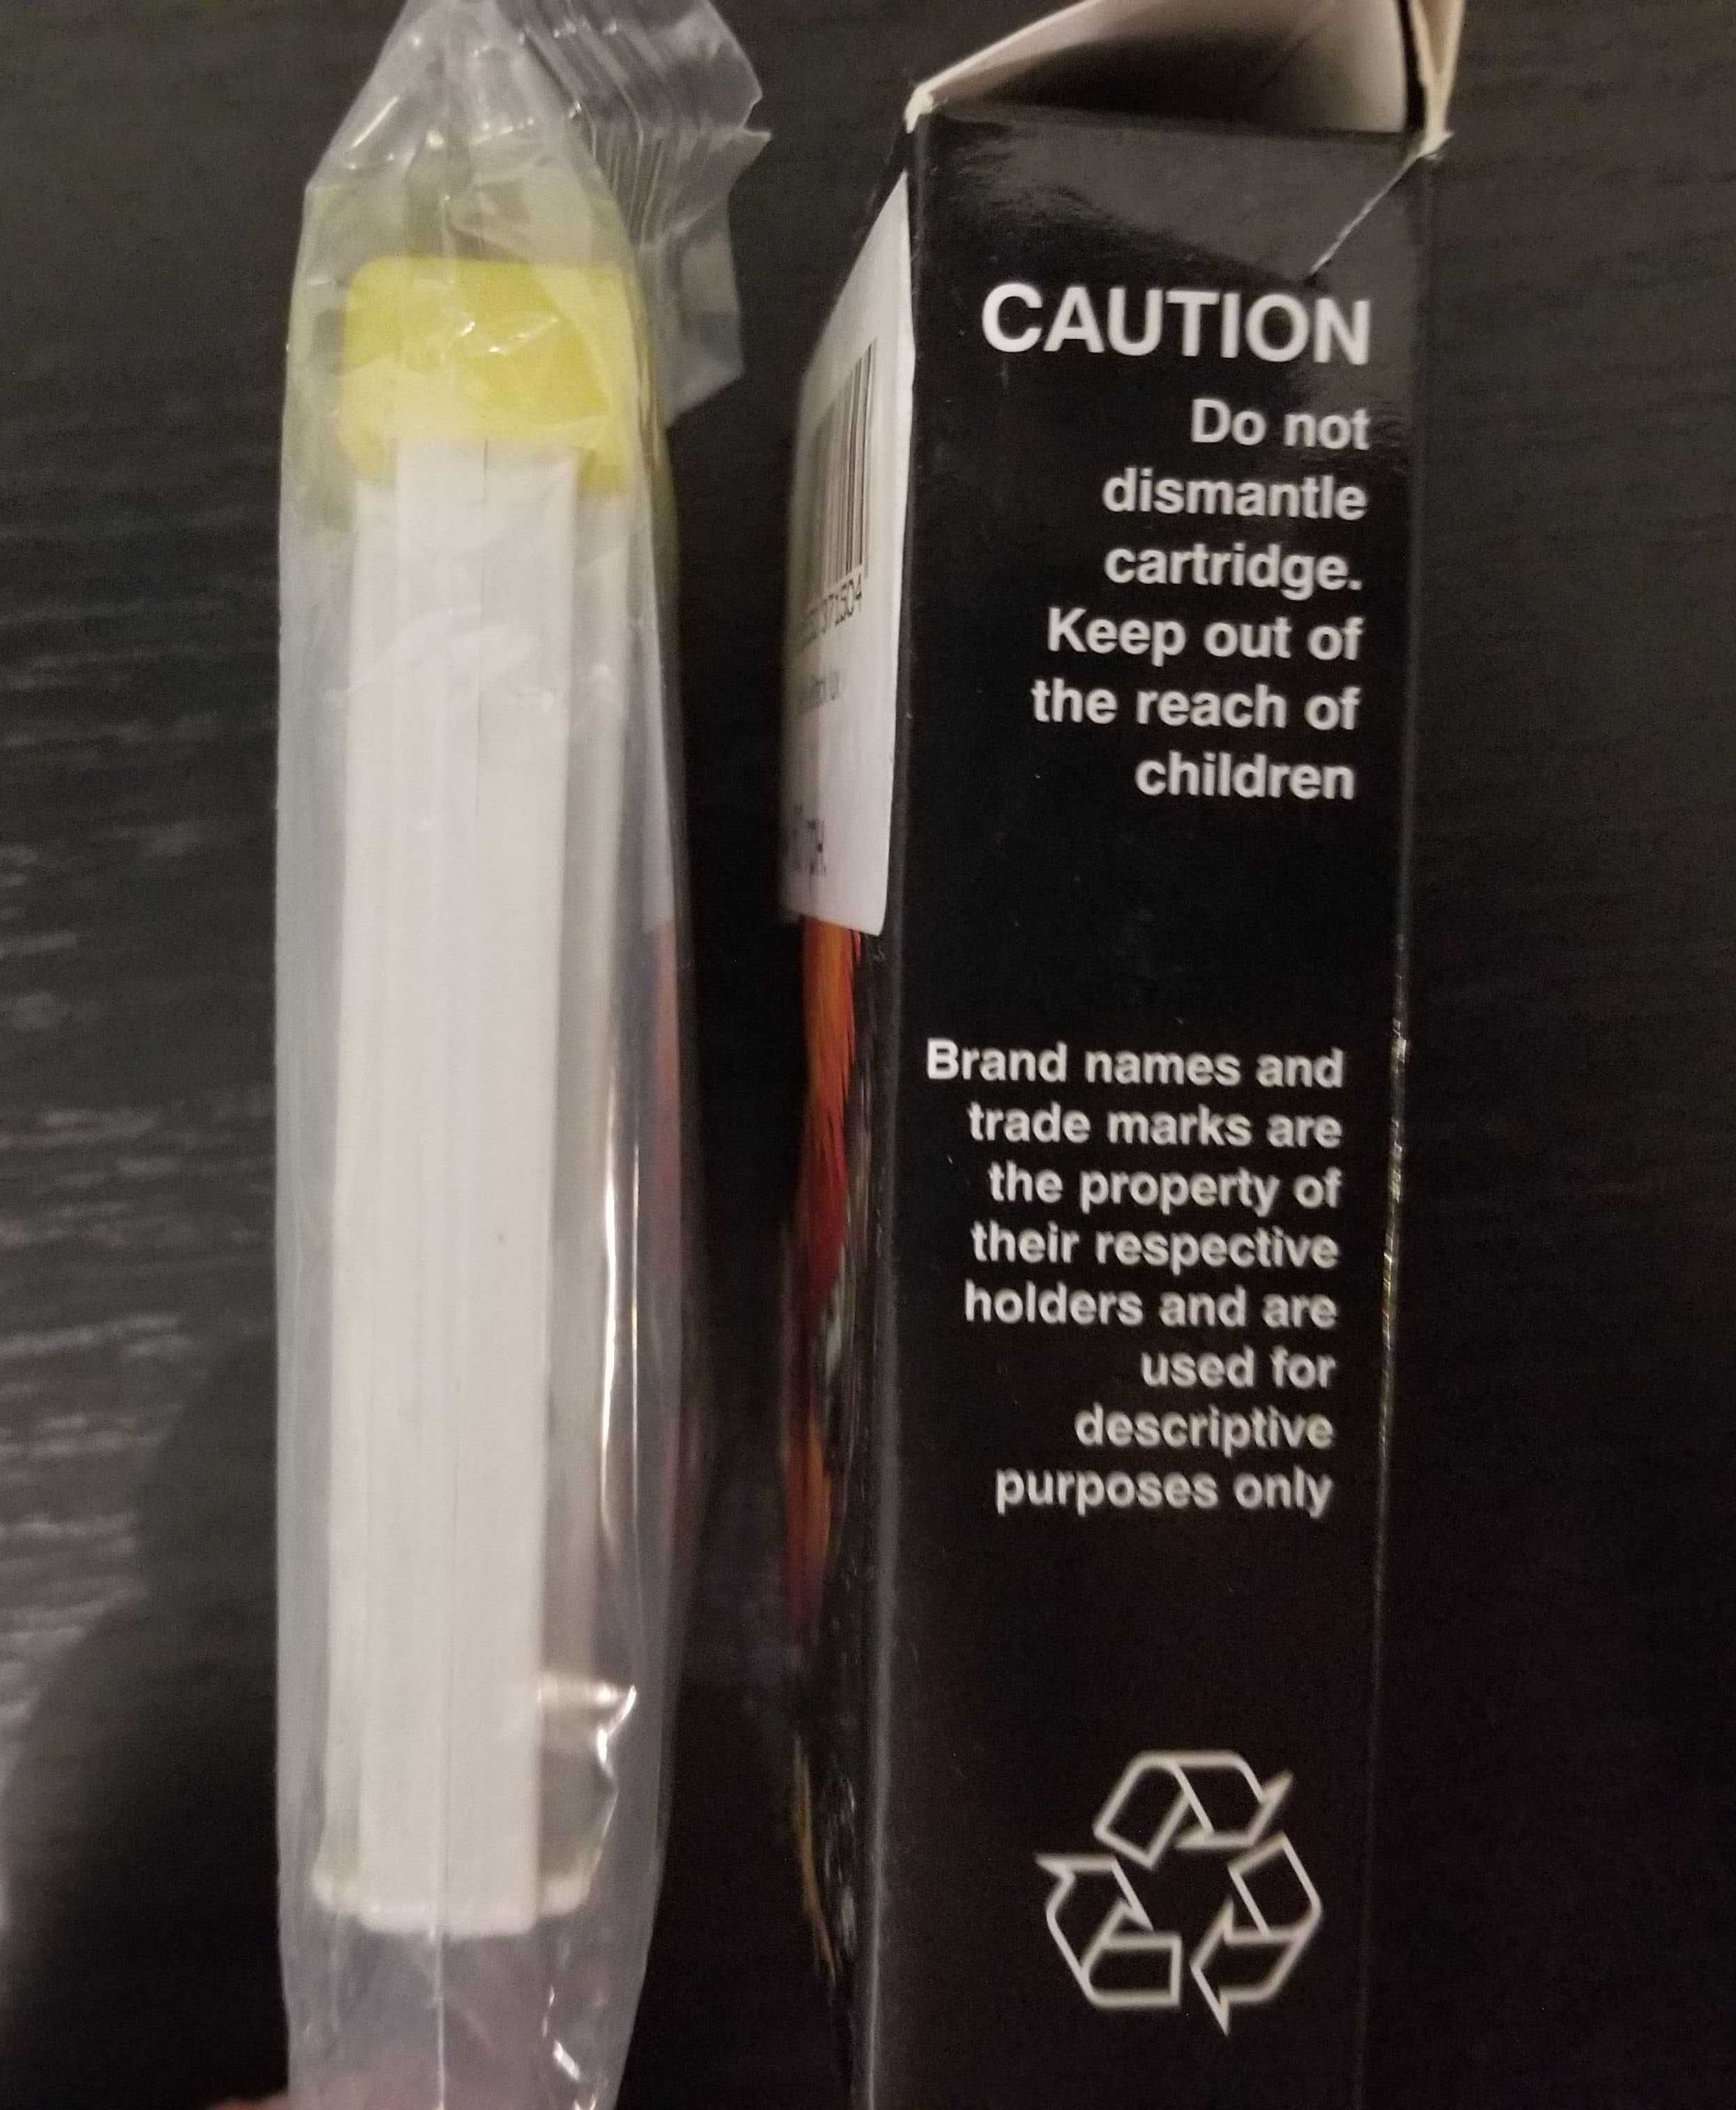 CAUTION
Do not
dismantle
cartridge.
Keep out of
the reach of
children
Brand names and
trade marks are
the property of
their respective
holders and are
used for
descriptive
purposes only